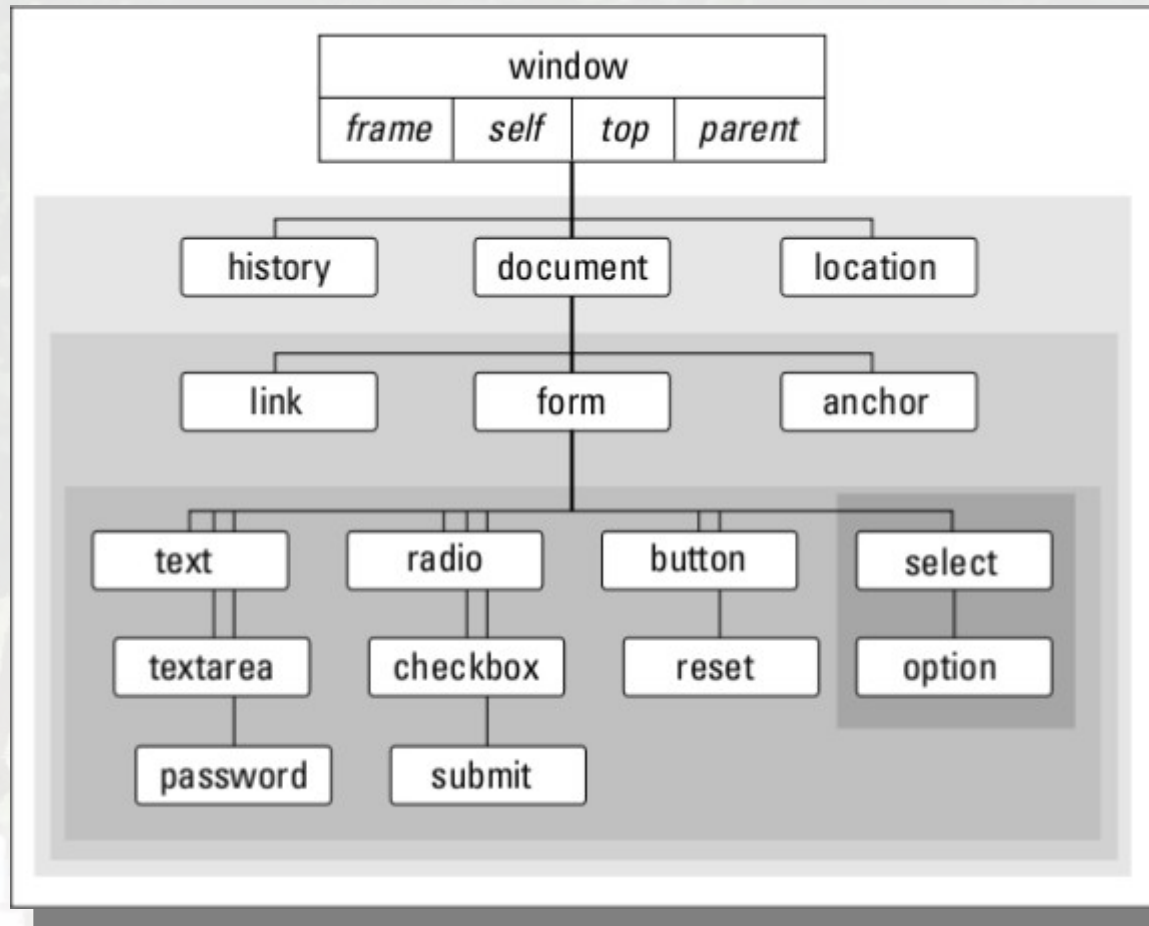 window
frame self top parent
history document location
link form anchor
text radio button select
textarea checkbox reset option
password submit